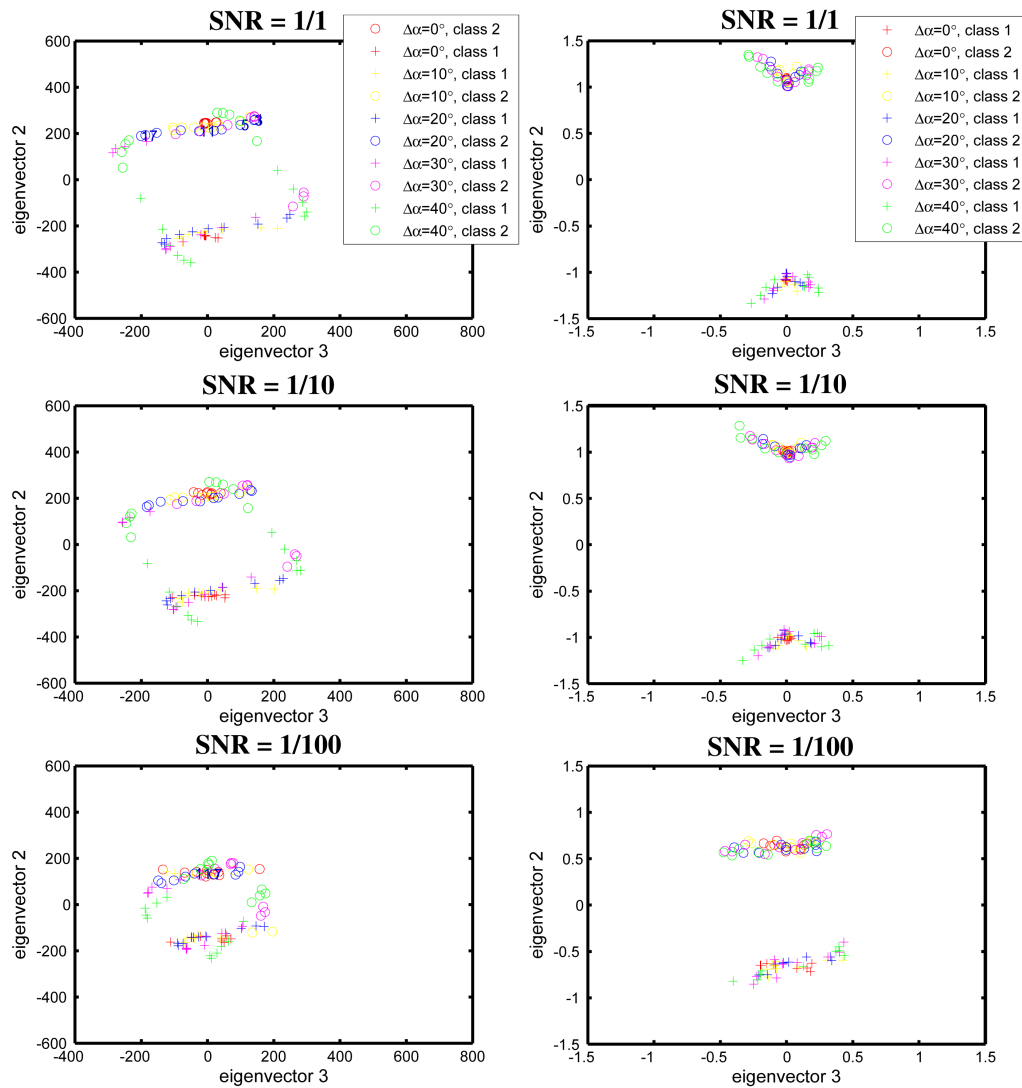 SNR = 1/1
600
400
200
0
-200
-400
-600
-400
-200
0
200
400
600
800
eigenvector 2
eigenvector 3
Δα=0°, class 2
Δα=0°, class 1
Δα=10°, class 1
Δα=10°, class 2
Δα=20°, class 1
Δα=20°, class 2
Δα=30°, class 1
Δα=30°, class 2
Δα=40°, class 1
Δα=40°, class 2
17
5
SNR = 1/1
1.5
1
0.5
0
-0.5
-1
-1.5
-1.5
-1
-0.5
0
0.5
1
1.5
eigenvector 2
eigenvector 3
Δα=0°, class 1
Δα=0°, class 2
Δα=10°, class 1
Δα=10°, class 2
Δα=20°, class 1
Δα=20°, class 2
Δα=30°, class 1
Δα=30°, class 2
Δα=40°, class 1
Δα=40°, class 2
SNR = 1/10
600
400
200
0
-200
-400
-600
-400
-200
0
200
400
600
800
eigenvector 2
eigenvector 3
SNR = 1/10
1.5
1
0.5
0
-0.5
-1
-1.5
-1.5
-1
-0.5
0
0.5
1
1.5
eigenvector 2
eigenvector 3
SNR = 1/100
600
400
200
0
-200
-400
-600
-400
-200
0
200
400
600
800
eigenvector 2
eigenvector 3
SNR = 1/100
1.5
1
0.5
0
-0.5
-1
-1.5
-1.5
-1
-0.5
0
0.5
1
1.5
eigenvector 2
eigenvector 3